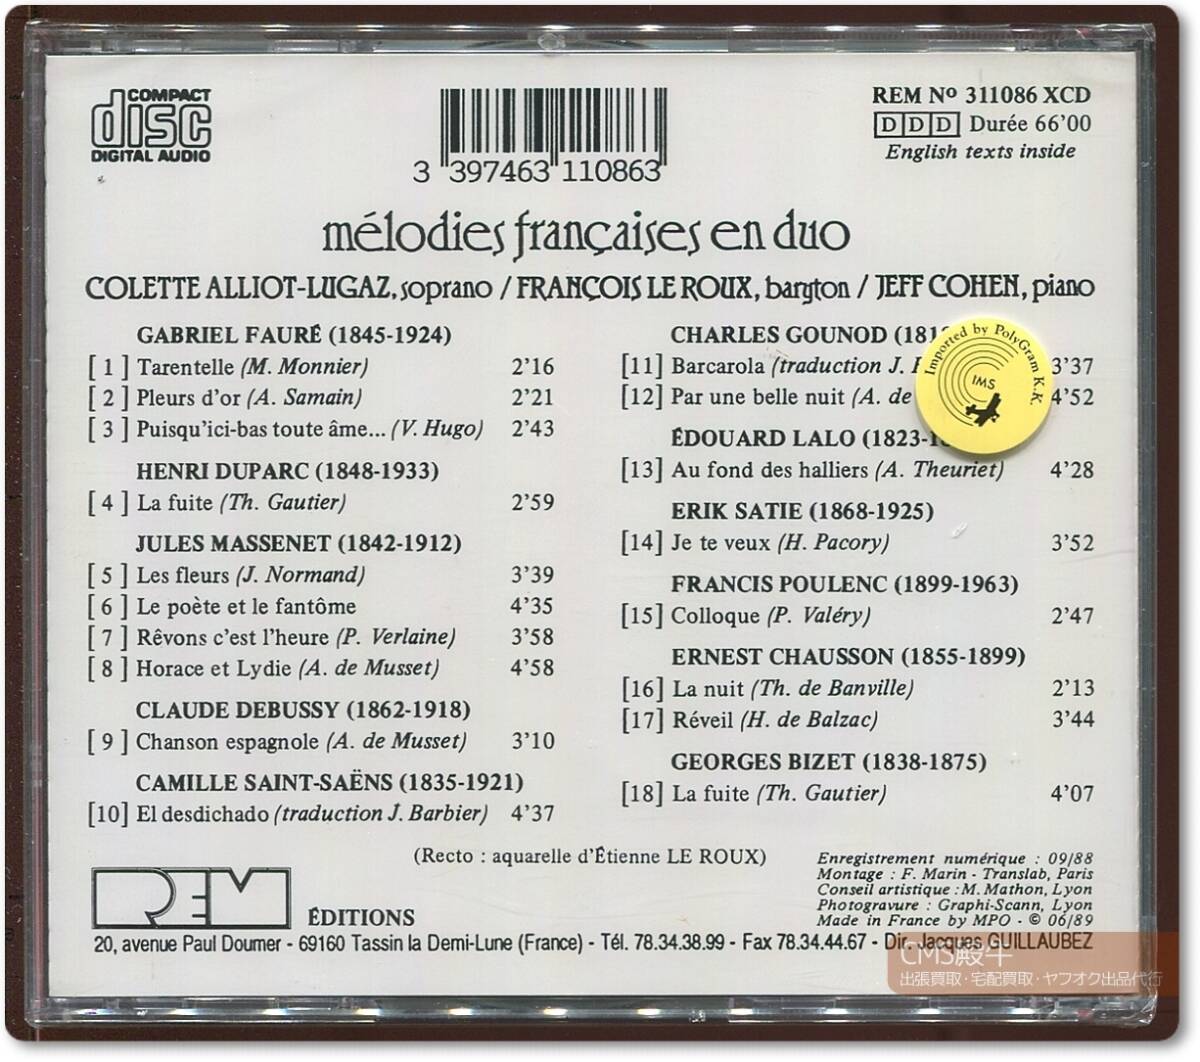 COMPACT
disc
DIGITAL AUDIO
3 397463 110863
REM Nº 311086 XCD
DDD Durée 66'00
English texts inside
mélodies françaises en duo
COLETTE ALLIOT-LUGAZ, soprano / FRANÇOIS LE ROUX, baryton / JEFF COHEN, piano
GABRIEL FAURÉ (1845-1924)
[ 1 ] Tarentelle (M. Monnier) 2'16
[ 2 ] Pleurs d'or (A. Samain) 2'21
[ 3 ] Puisqu'ici-bas toute âme... (V. Hugo) 2'43
HENRI DUPARC (1848-1933)
[ 4 ] La fuite (Th. Gautier) 2'59
JULES MASSENET (1842-1912)
[ 5 ] Les fleurs (J. Normand) 3'39
[ 6 ] Le poète et le fantôme 4'35
[ 7 ] Rêvons c'est l'heure (P. Verlaine) 3'58
[ 8 ] Horace et Lydie (A. de Musset) 4'58
CLAUDE DEBUSSY (1862-1918)
[ 9 ] Chanson espagnole (A. de Musset) 3'10
CAMILLE SAINT-SAËNS (1835-1921)
[10] El desdichado (traduction J. Barbier) 4'37
CHARLES GOUNOD
[11] Barcarola (traduction J. 3'37
[12] Par une belle nuit (A. de 4'52
ÉDOUARD LALO (1823-
[13] Au fond des halliers (A. Theuriet) 4'28
ERIK SATIE (1868-1925)
[14] Je te veux (H. Pacory) 3'52
FRANCIS POULENC (1899-1963)
[15] Colloque (P. Valéry) 2'47
ERNEST CHAUSSON (1855-1899)
[16] La nuit (Th. de Banville) 2'13
[17] Réveil (H. de Balzac) 3'44
GEORGES BIZET (1838-1875)
[18] La fuite (Th. Gautier) 4'07
Imported by PolyGram K.K.
IMS
(Recto : aquarelle d'Étienne LE ROUX)
Enregistrement numérique : 09/88
Montage : F. Marin - Translab, Paris
Conseil artistique : M. Mathon, Lyon
Photogravure : Graphi-Scann, Lyon
Made in France by MPO - © 06/89
REM
ÉDITIONS
20, avenue Paul Doumer - 69160 Tassin la Demi-Lune (France) - Tél. 78.34.38.99 - Fax 78.34.44.67 - Dir. Jacques GUILLAUBEZ
CMS殿牛
出張買取・宅配買取・ヤフオク出品代行